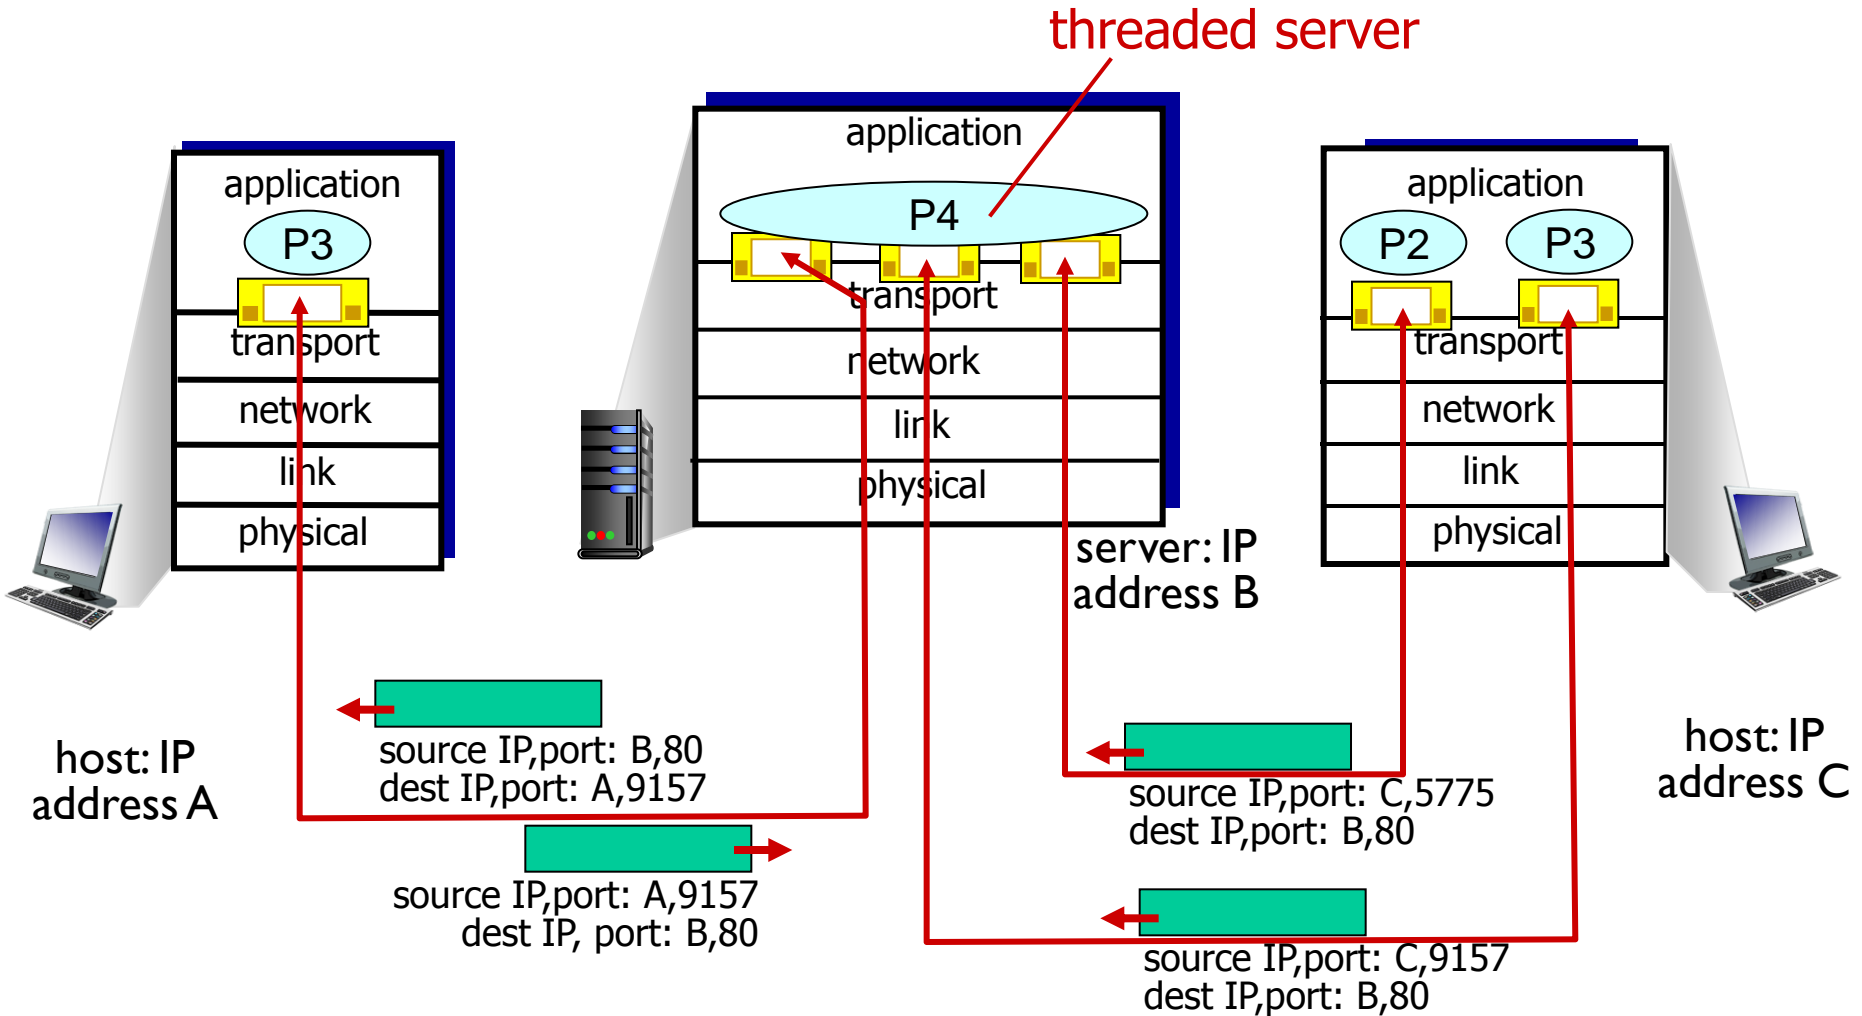 threaded server
application
P3
transport
network
link
physical
application
P4
transport
network
link
physical
application
P2
P3
transport
network
link
physical
server: IP
address B
host: IP
address A
source IP,port: B,80
dest IP,port: A,9157
source IP,port: A,9157
dest IP, port: B,80
source IP,port: C,5775
dest IP,port: B,80
source IP,port: C,9157
dest IP,port: B,80
host: IP
address C